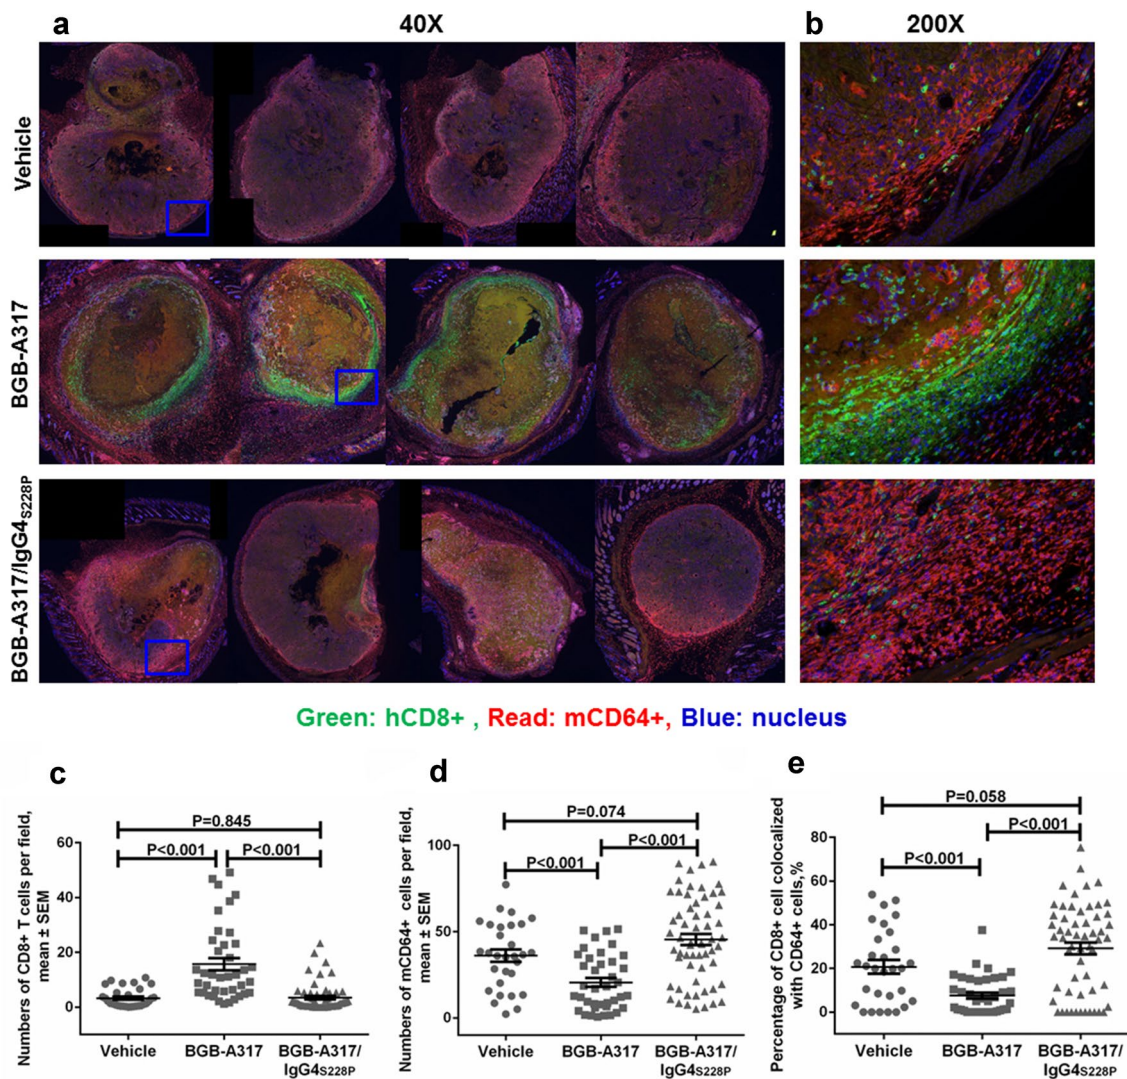 a
40X
b
200X
Vehicle
BGB-A317
BGB-A317/IgG4S228P
Green: hCD8+ , Read: mCD64+, Blue: nucleus
c
Numbers of CD8+ T cells per field,
mean ± SEM
P=0.845
P<0.001
P<0.001
60
40
20
0
Vehicle
BGB-A317
BGB-A317/
IgG4S228P
d
Numbers of mCD64+ cells per field,
mean ± SEM
P=0.074
P<0.001
P<0.001
100
50
0
Vehicle
BGB-A317
BGB-A317/
IgG4S228P
e
Percentage of CD8+ cell colocalized
with CD64+ cells,%
P=0.058
P<0.001
P<0.001
80
60
40
20
0
Vehicle
BGB-A317
BGB-A317/
IgG4S228P